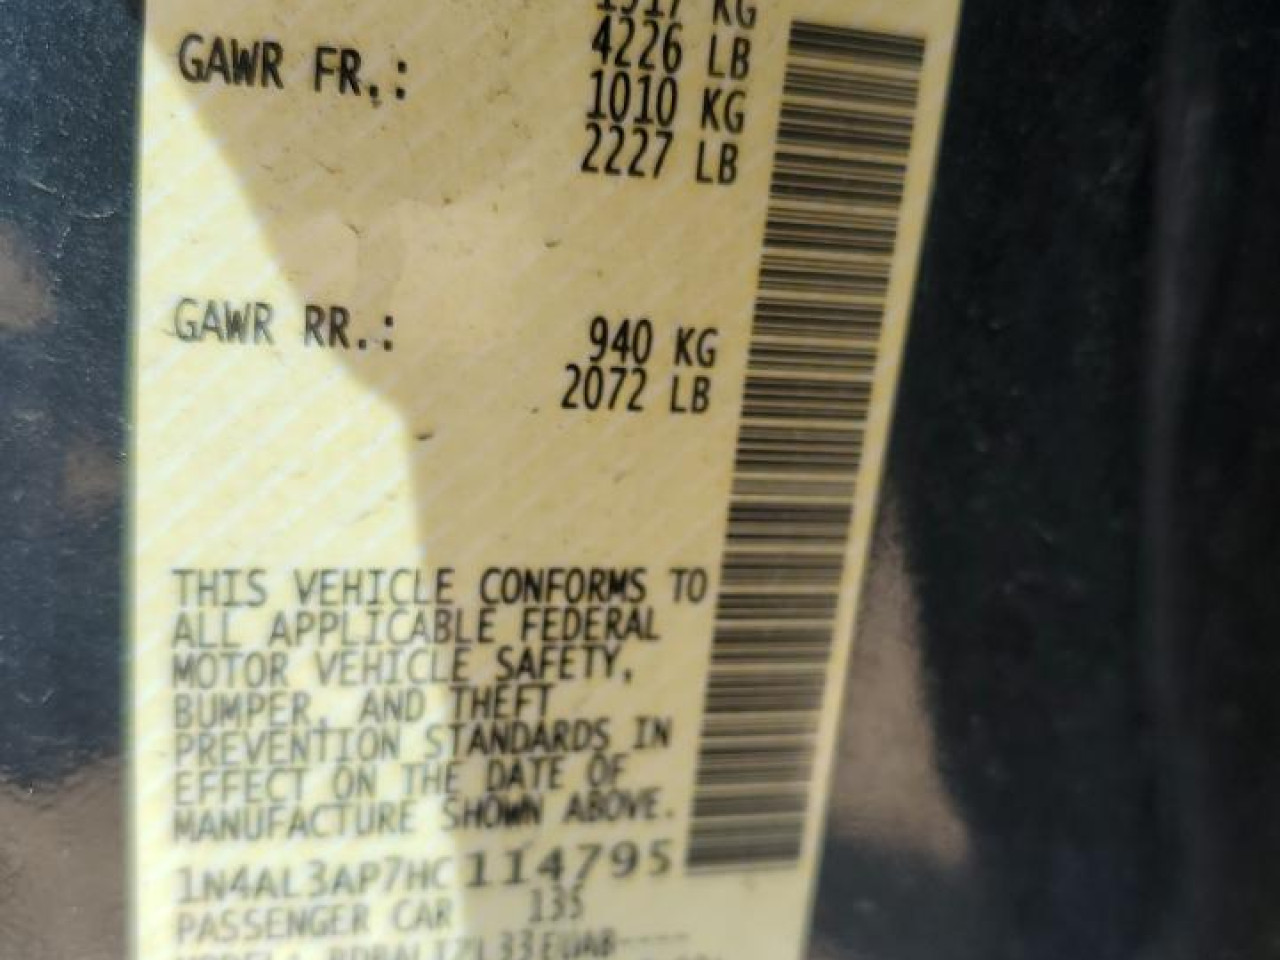 1917 KG
GAWR FR.: 4226 LB
1010 KG
2227 LB
GAWR RR.: 940 KG
2072 LB
THIS VEHICLE CONFORMS TO
ALL APPLICABLE FEDERAL
MOTOR VEHICLE SAFETY,
BUMPER, AND THEFT
PREVENTION STANDARDS IN
EFFECT ON THE DATE OF
MANUFACTURE SHOWN ABOVE.
1N4AL3AP7HC114795
PASSENGER CAR 135